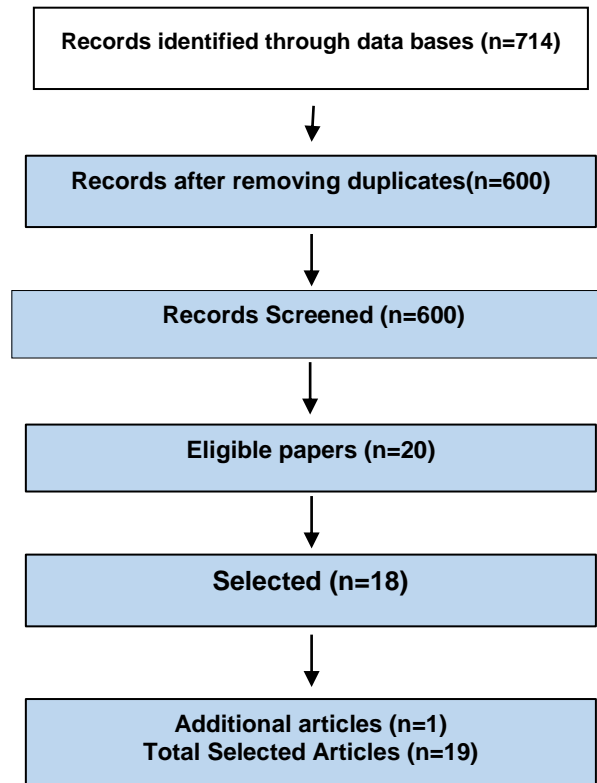 Records identified through data bases (n=714)
Records after removing duplicates(n=600)
Records Screened (n=600)
Eligible papers (n=20)
Selected (n=18)
Additional articles (n=1)
Total Selected Articles (n=19)